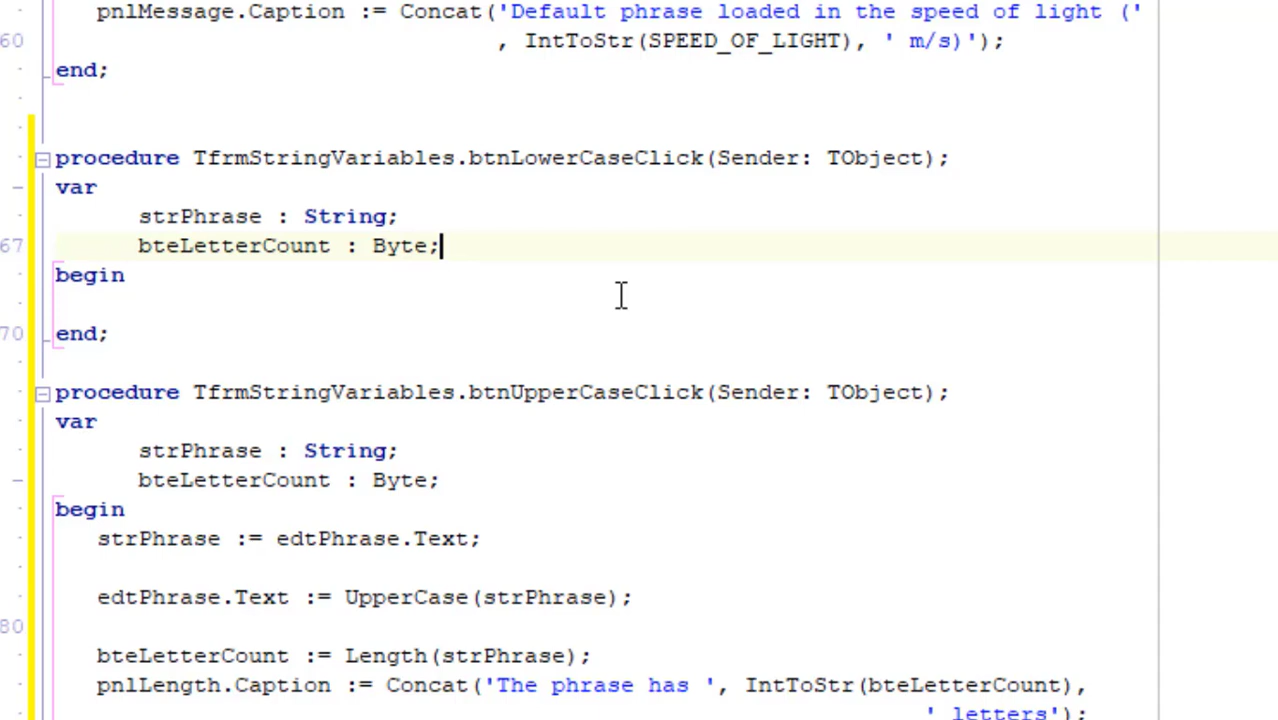 pnlMessage.Caption := Concat('Default phrase loaded in the speed of light ('
60 , IntToStr(SPEED_OF_LIGHT), ' m/s)');
end;
procedure TfrmStringVariables.btnLowerCaseClick(Sender: TObject);
var
strPhrase : String;
67 bteLetterCount : Byte;
begin
70 end;
procedure TfrmStringVariables.btnUpperCaseClick(Sender: TObject);
var
strPhrase : String;
bteLetterCount : Byte;
begin
strPhrase := edtPhrase.Text;
edtPhrase.Text := UpperCase(strPhrase);
80
bteLetterCount := Length(strPhrase);
pnlLength.Caption := Concat('The phrase has ', IntToStr(bteLetterCount),
' letters');